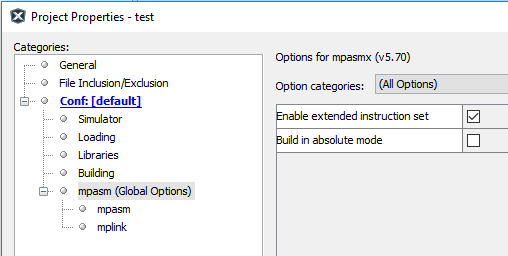 Project Properties - test
Categories:
General
File Inclusion/Exclusion
Conf: [default]
Simulator
Loading
Libraries
Building
mpasm (Global Options)
mpasm
mplink
Options for mpasmx (v5.70)
Option categories: (All Options)
Enable extended instruction set
Build in absolute mode